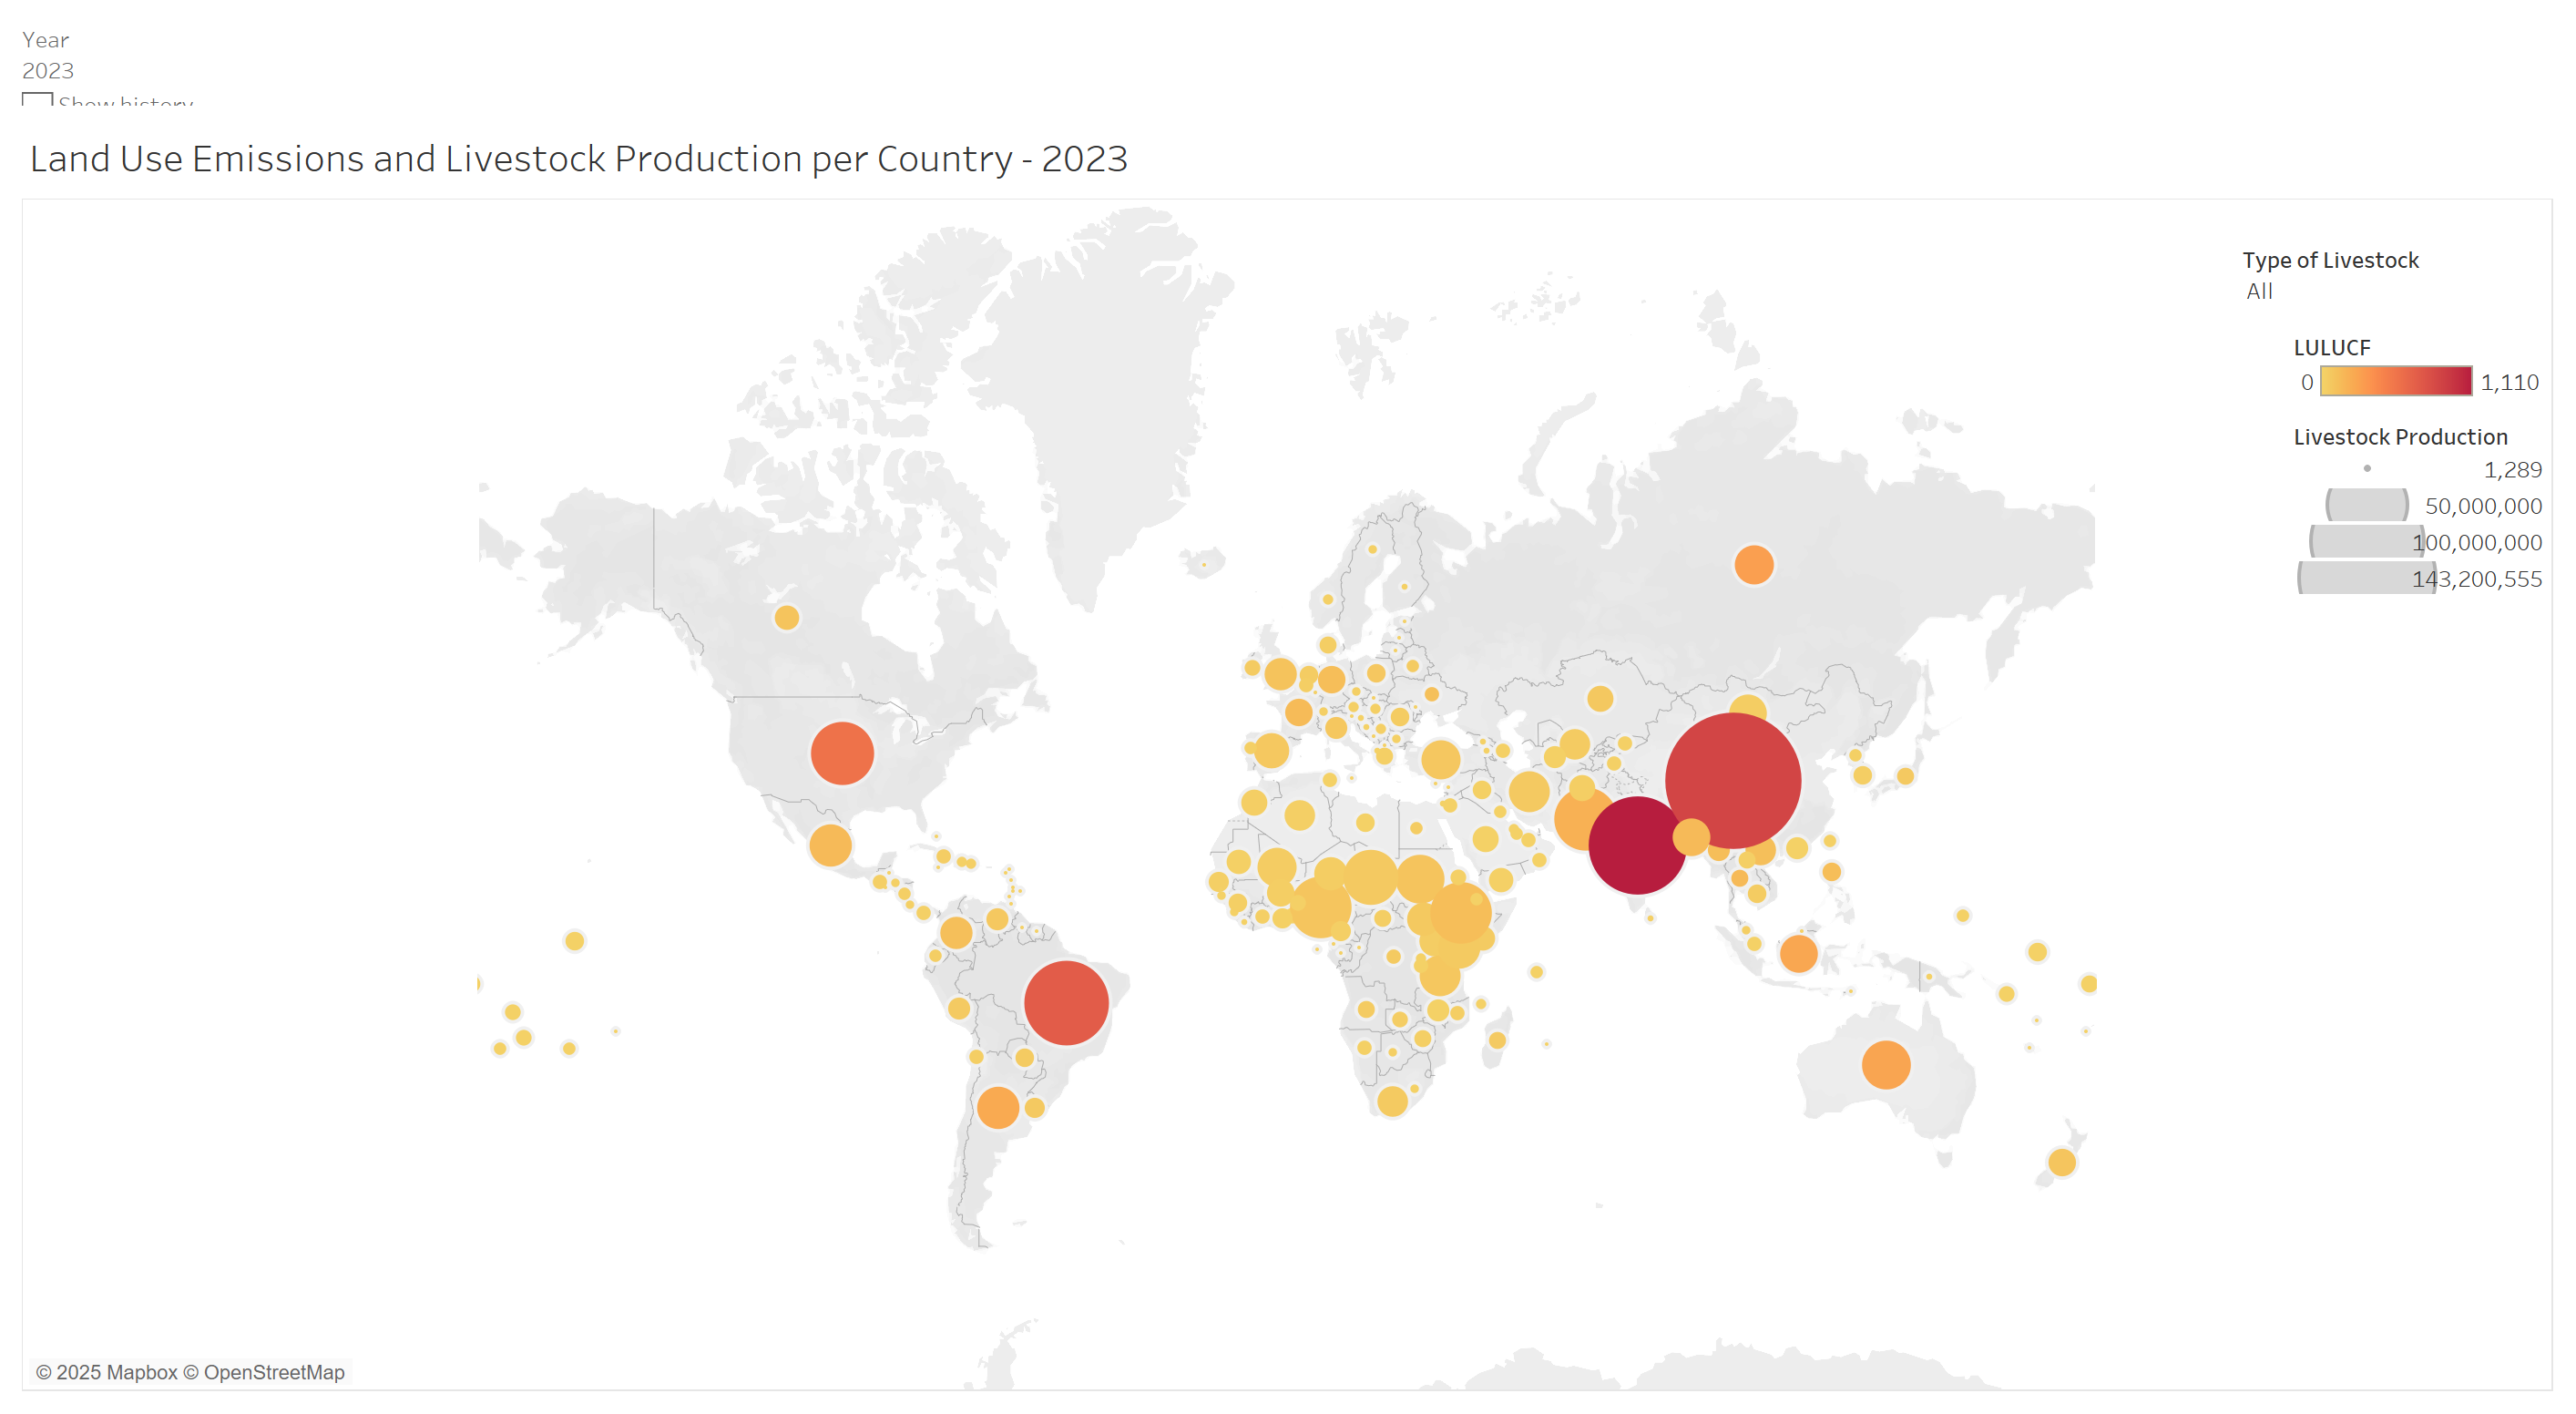 Year
2023
Show history
Land Use Emissions and Livestock Production per Country - 2023
Type of Livestock
All
LULUCF
0 1,110
Livestock Production
1,289
50,000,000
100,000,000
143,200,555
© 2025 Mapbox © OpenStreetMap